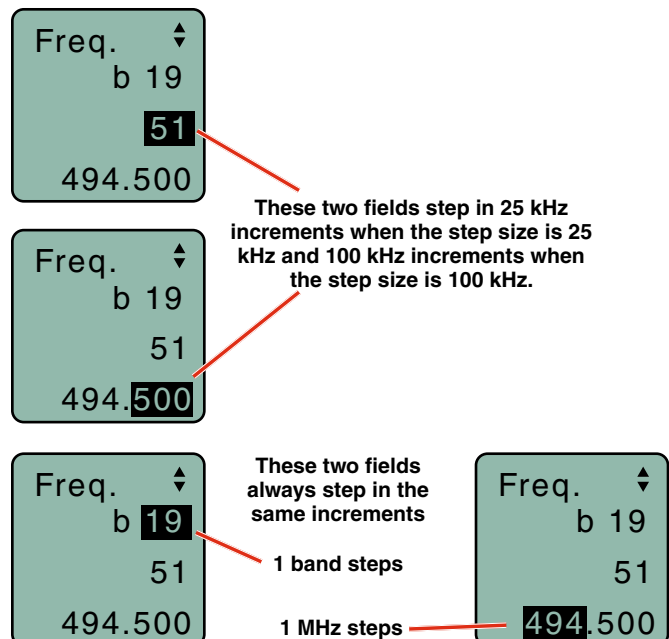 Freq.
b 19
51
494.500
These two fields step in 25 kHz
increments when the step size is 25
kHz and 100 kHz increments when
the step size is 100 kHz.
Freq.
b 19
51
494.500
Freq.
b 19
51
494.500
These two fields
always step in the
same increments
1 band steps
1 MHz steps
Freq.
b 19
51
494.500